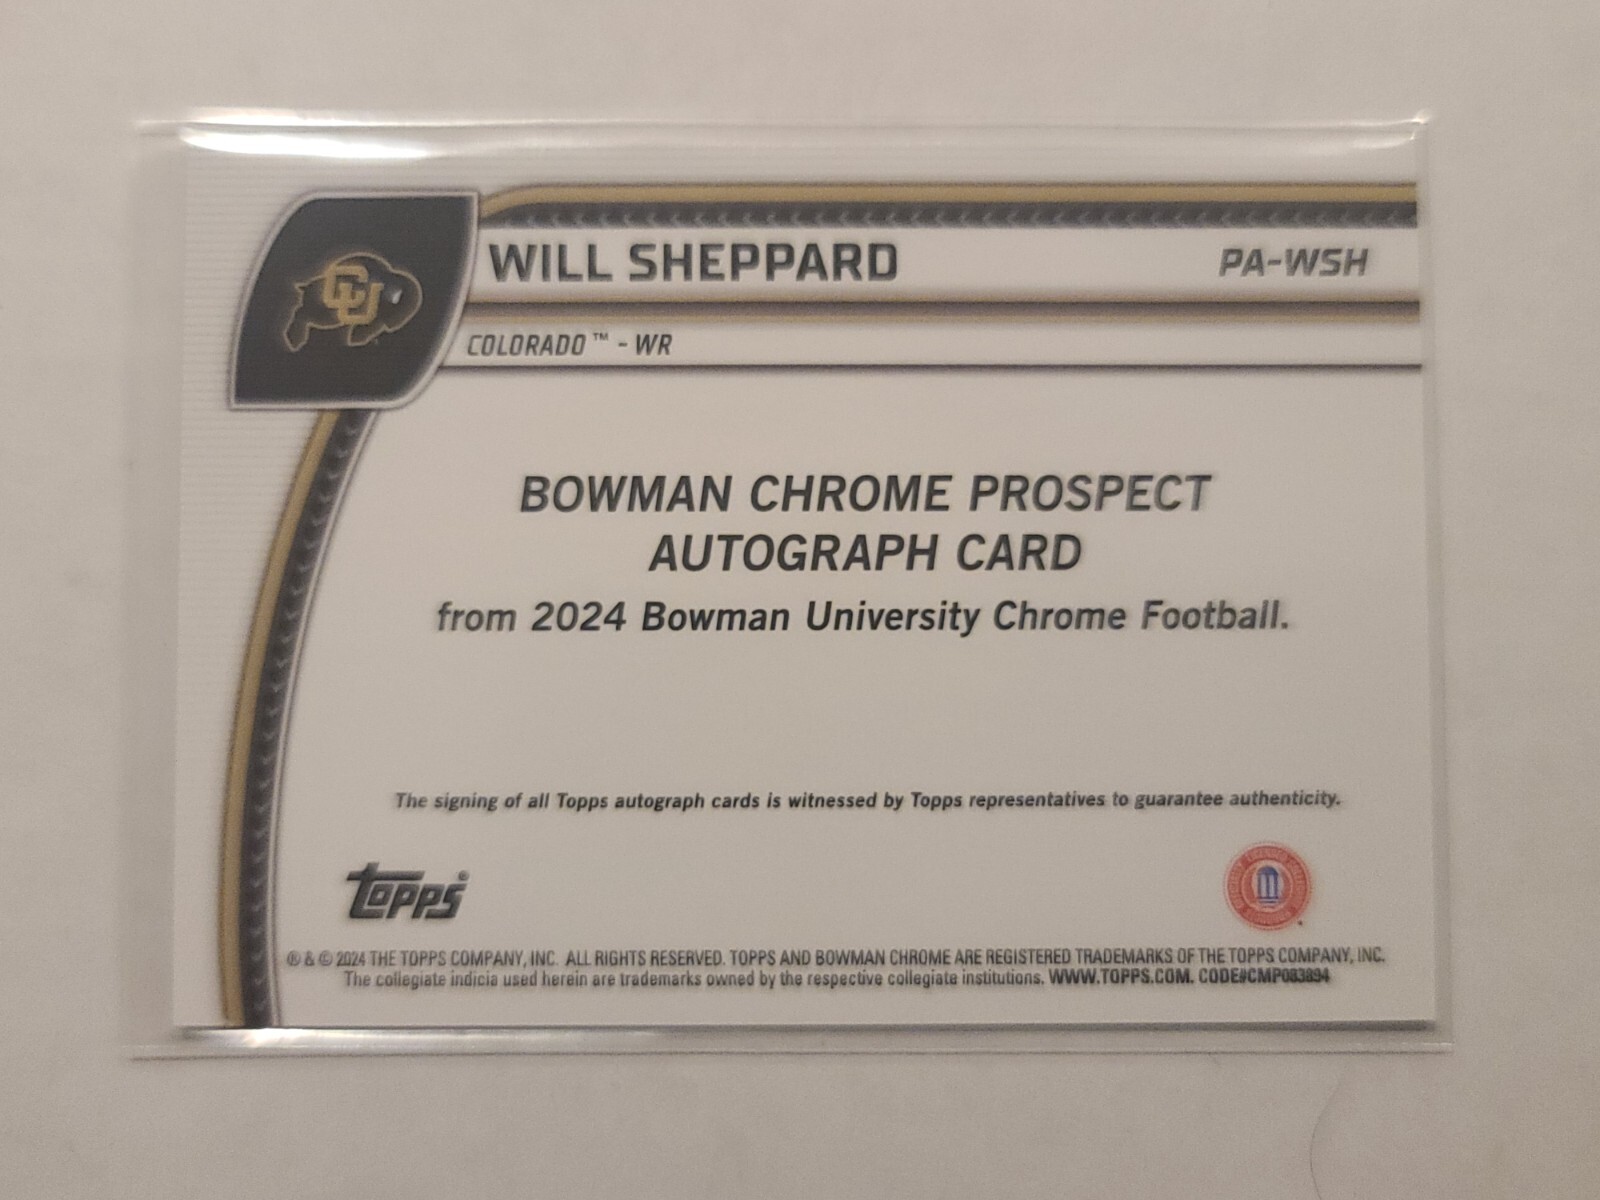 WILL SHEPPARD
PA-WSH
CU
COLORADO™ - WR
BOWMAN CHROME PROSPECT
AUTOGRAPH CARD
from 2024 Bowman University Chrome Football.
The signing of all Topps autograph cards is witnessed by Topps representatives to guarantee authenticity.
topps®
® & © 2024 THE TOPPS COMPANY, INC. ALL RIGHTS RESERVED. TOPPS AND BOWMAN CHROME ARE REGISTERED TRADEMARKS OF THE TOPPS COMPANY, INC.
The collegiate indicia used herein are trademarks owned by the respective collegiate institutions. WWW.TOPPS.COM. CODE#CMP083894